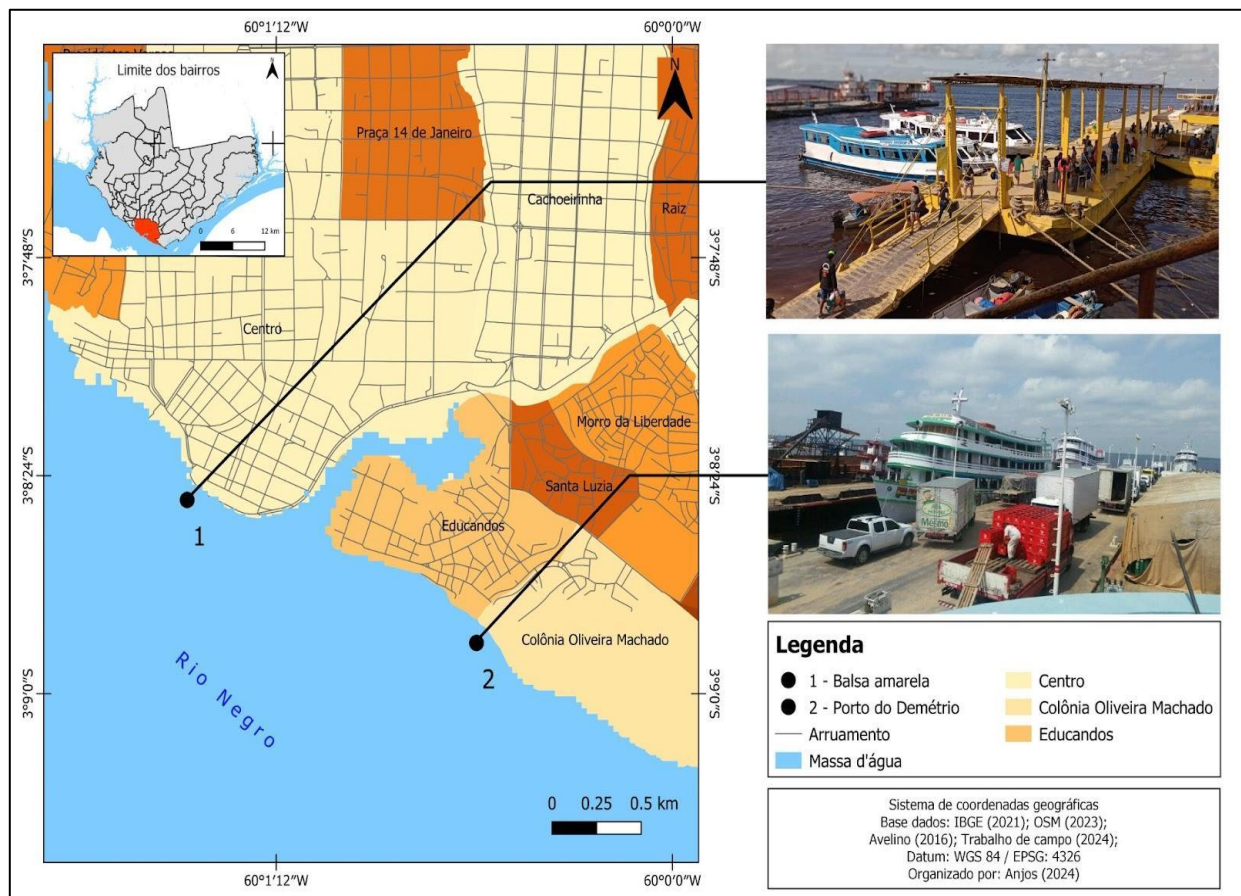 60°1'12"W
60°0'0"W
Limite dos bairros
N
0 6 12 km
N
Praça 14 de Janeiro
Cachoeirinha
Raiz
3°7'48"S
3°7'48"S
Centro
Morro da Liberdade
3°8'24"S
3°8'24"S
Santa Luzia
Educandos
1
Colônia Oliveira Machado
2
3°9'0"S
3°9'0"S
Rio Negro
0 0.25 0.5 km
60°1'12"W
60°0'0"W
Legenda
1 - Balsa amarela
2 - Porto do Demétrio
Arruamento
Massa d'água
Centro
Colônia Oliveira Machado
Educandos
Sistema de coordenadas geográficas
Base dados: IBGE (2021); OSM (2023);
Avelino (2016); Trabalho de campo (2024);
Datum: WGS 84 / EPSG: 4326
Organizado por: Anjos (2024)